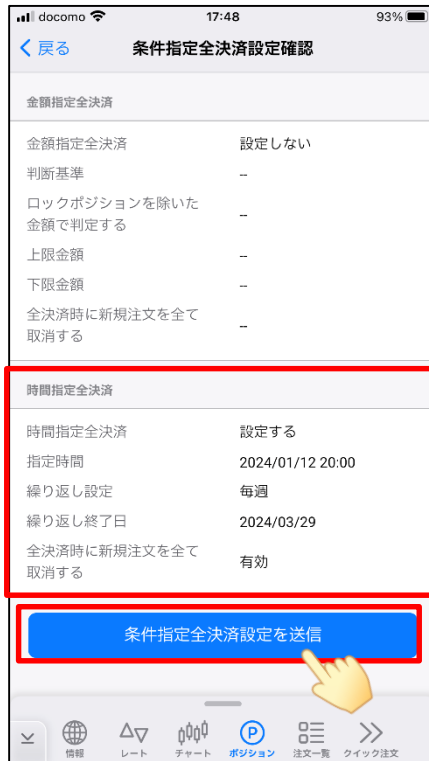 docomo 17:48 93%
戻る 条件指定全決済設定確認
金額指定全決済
金額指定全決済 設定しない
判断基準 --
ロックポジションを除いた
金額で判定する --
上限金額 --
下限金額 --
全決済時に新規注文を全て
取消する --
時間指定全決済
時間指定全決済 設定する
指定時間 2024/01/12 20:00
繰り返し設定 毎週
繰り返し終了日 2024/03/29
全決済時に新規注文を全て
取消する 有効
条件指定全決済設定を送信
P
情報 レート チャート ポジション 注文一覧 クイック注文